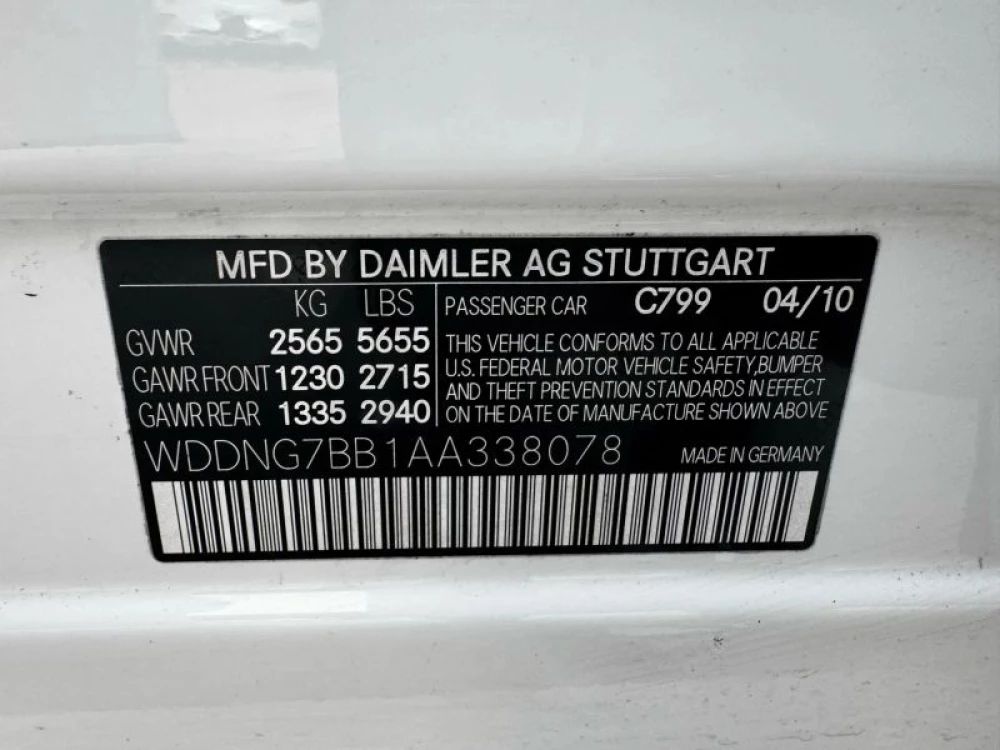 MFD BY DAIMLER AG STUTTGART
KG LBS
GVWR 2565 5655
GAWR FRONT 1230 2715
GAWR REAR 1335 2940
PASSENGER CAR C799 04/10
THIS VEHICLE CONFORMS TO ALL APPLICABLE
U.S. FEDERAL MOTOR VEHICLE SAFETY,BUMPER
AND THEFT PREVENTION STANDARDS IN EFFECT
ON THE DATE OF MANUFACTURE SHOWN ABOVE
WDDNG7BB1AA338078 MADE IN GERMANY